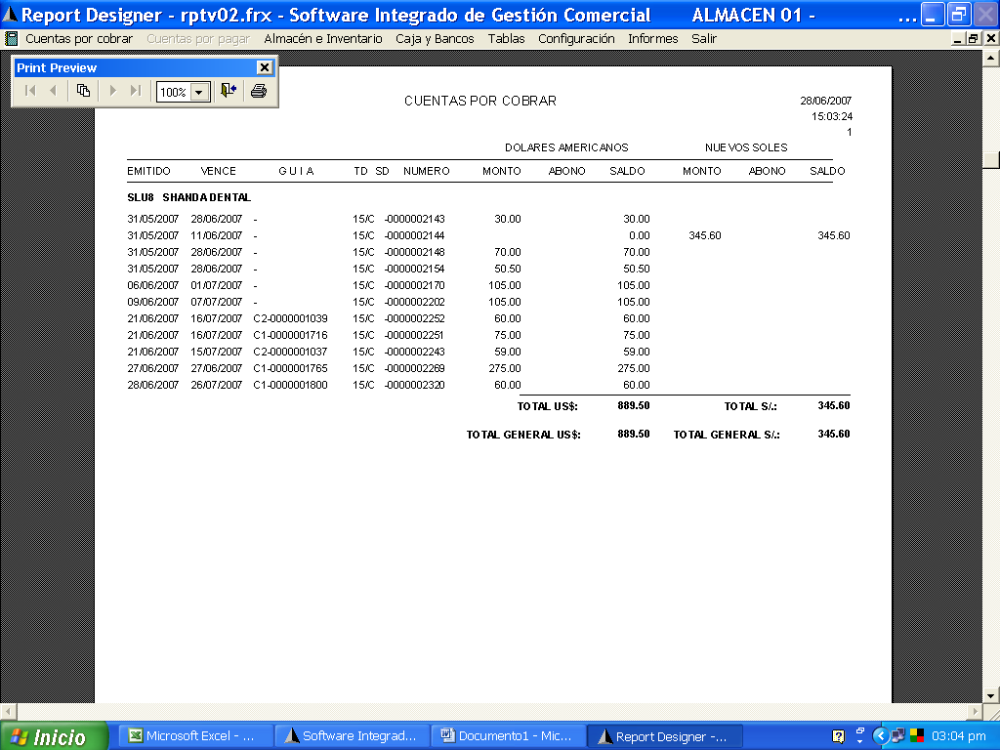 Report Designer - rptv02.frx - Software Integrado de Gestión Comercial ALMACEN 01 - ...
Cuentas por cobrar Cuentas por pagar Almacén e Inventario Caja y Bancos Tablas Configuración Informes Salir
Print Preview
100%
CUENTAS POR COBRAR 28/06/2007
15:03:24
1
DOLARES AMERICANOS NUEVOS SOLES
EMITIDO VENCE G U I A TD SD NUMERO MONTO ABONO SALDO MONTO ABONO SALDO
SLU8 SHANDA DENTAL
31/05/2007 28/06/2007 - 15/C -0000002143 30.00 30.00
31/05/2007 11/06/2007 - 15/C -0000002144 0.00 345.60 345.60
31/05/2007 28/06/2007 - 15/C -0000002148 70.00 70.00
31/05/2007 28/06/2007 - 15/C -0000002154 50.50 50.50
06/06/2007 01/07/2007 - 15/C -0000002170 105.00 105.00
09/06/2007 07/07/2007 - 15/C -0000002202 105.00 105.00
21/06/2007 16/07/2007 C2-0000001039 15/C -0000002252 60.00 60.00
21/06/2007 16/07/2007 C1-0000001716 15/C -0000002251 75.00 75.00
21/06/2007 15/07/2007 C2-0000001037 15/C -0000002243 59.00 59.00
27/06/2007 27/06/2007 C1-0000001765 15/C -0000002269 275.00 275.00
28/06/2007 26/07/2007 C1-0000001800 15/C -0000002320 60.00 60.00
TOTAL US$: 889.50 TOTAL S/.: 345.60
TOTAL GENERAL US$: 889.50 TOTAL GENERAL S/.: 345.60
Inicio Microsoft Excel - ... Software Integrad... Documento1 - Mic... Report Designer -... 03:04 pm